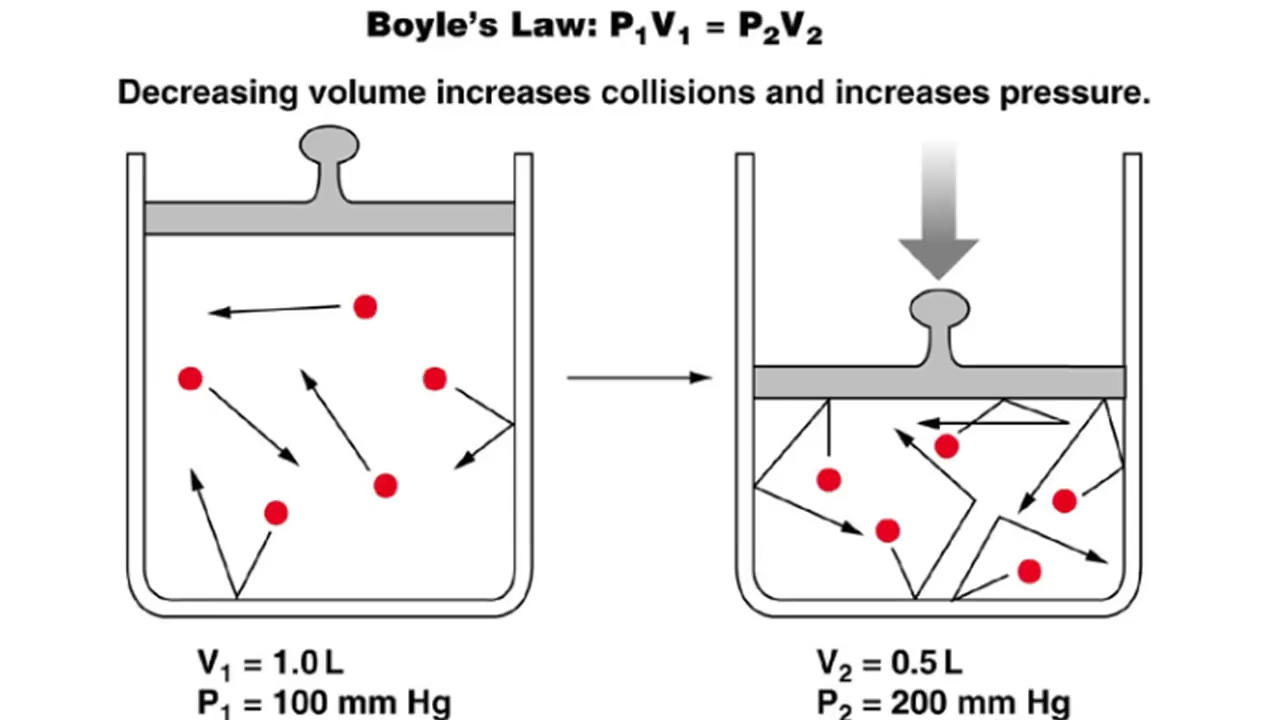 Boyle's Law: P₁V₁ = P₂V₂
Decreasing volume increases collisions and increases pressure.
V₁ = 1.0 L
P₁ = 100 mm Hg
V₂ = 0.5 L
P₂ = 200 mm Hg